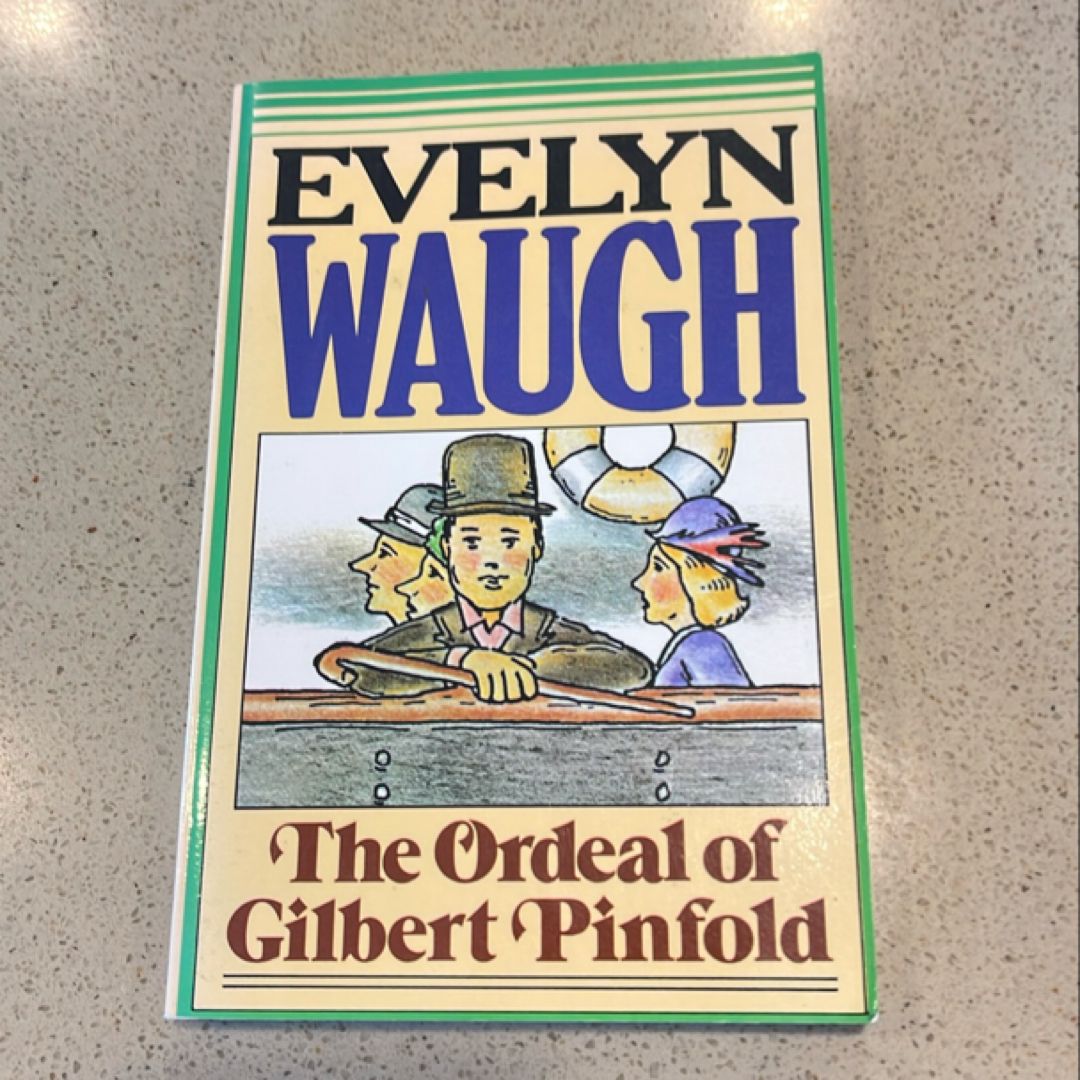 EVELYN
WAUGH
The Ordeal of
Gilbert Pinfold